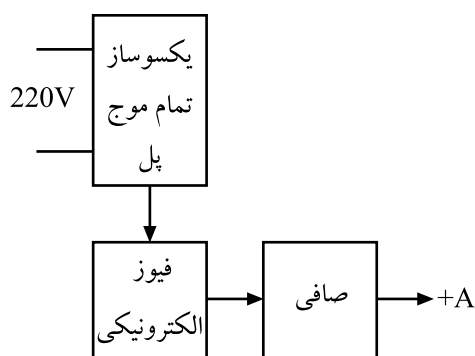 یکسوساز
220V
تمام موج
پل
فیوز
الکترونیکی
صافی
+A